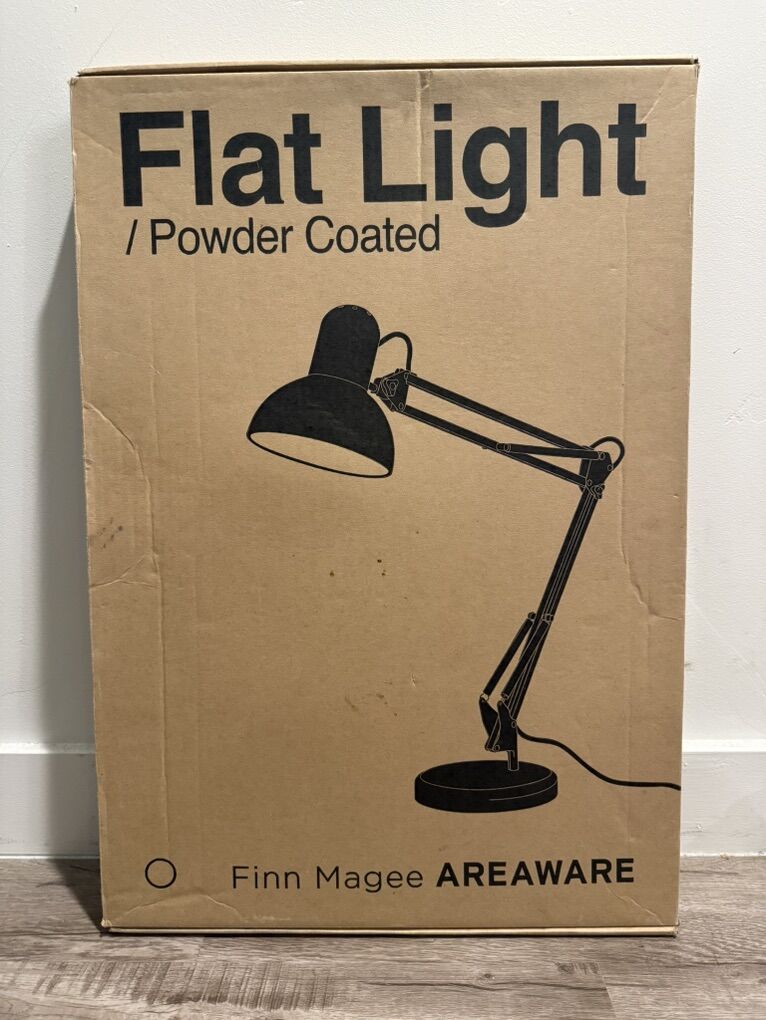 Flat Light
/ Powder Coated
Finn Magee AREAWARE